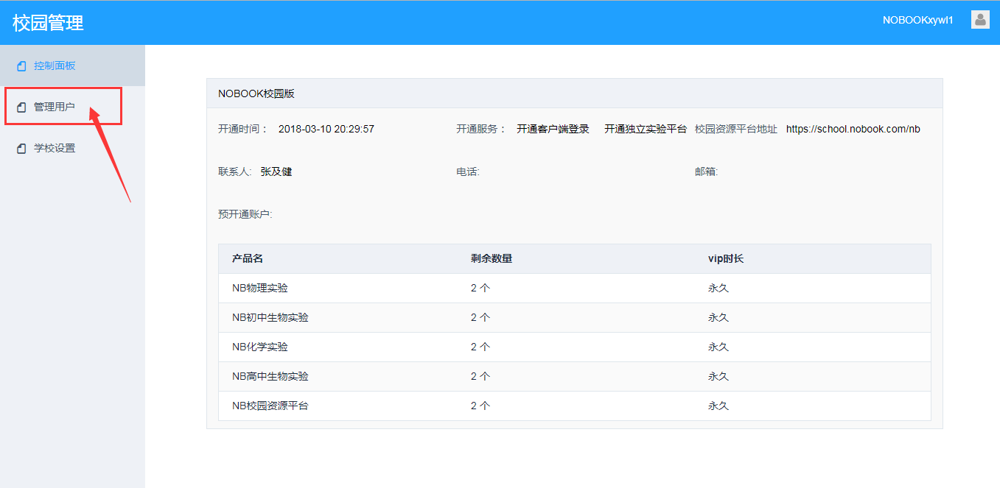 校园管理
NOBOOKxywl1
控制面板
管理用户
学校设置
NOBOOK校园版
开通时间： 2018-03-10 20:29:57 开通服务： 开通客户端登录 开通独立实验平台 校园资源平台地址 https://school.nobook.com/nb
联系人: 张及健 电话: 邮箱:
预开通账户:
产品名 剩余数量 vip时长
NB物理实验 2 个 永久
NB初中生物实验 2 个 永久
NB化学实验 2 个 永久
NB高中生物实验 2 个 永久
NB校园资源平台 2 个 永久